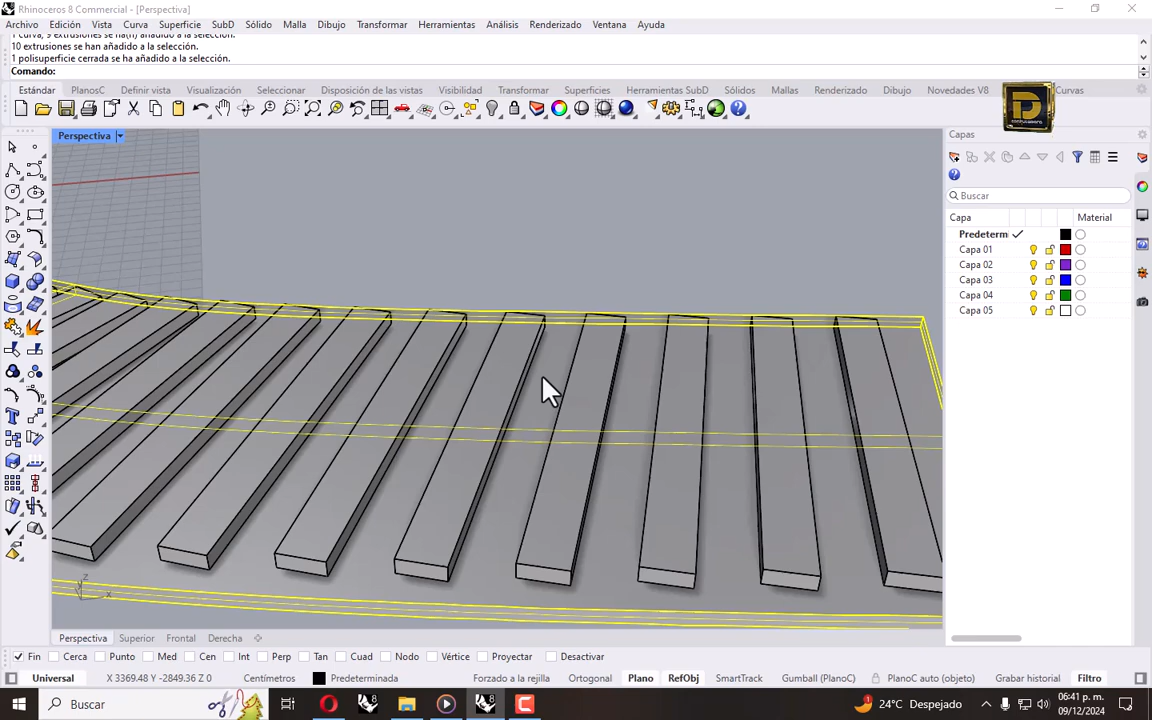 Rhinoceros 8 Commercial - [Perspectiva]
Archivo Edición Vista Curva Superficie SubD Sólido Malla Dibujo Transformar Herramientas Análisis Renderizado Ventana Ayuda
10 extrusiones se han añadido a la selección.
1 polisuperficie cerrada se ha añadido a la selección.
Comando:
Estándar PlanosC Definir vista Visualización Seleccionar Disposición de las vistas Visibilidad Transformar Superficies Herramientas SubD Sólidos Mallas Renderizado Dibujo Novedades V8 Curvas
Perspectiva
Capas
Buscar
Capa Material
Predeterm
Capa 01
Capa 02
Capa 03
Capa 04
Capa 05
z
x
Perspectiva Superior Frontal Derecha
Fin Cerca Punto Med Cen Int Perp Tan Cuad Nodo Vértice Proyectar Desactivar
Universal X 3369.48 Y -2849.36 Z 0 Centímetros Predeterminada Forzado a la rejilla Ortogonal Plano RefObj SmartTrack Gumball (PlanoC) PlanoC auto (objeto) Grabar historial Filtro
Buscar 24°C Despejado 06:41 p. m.
09/12/2024